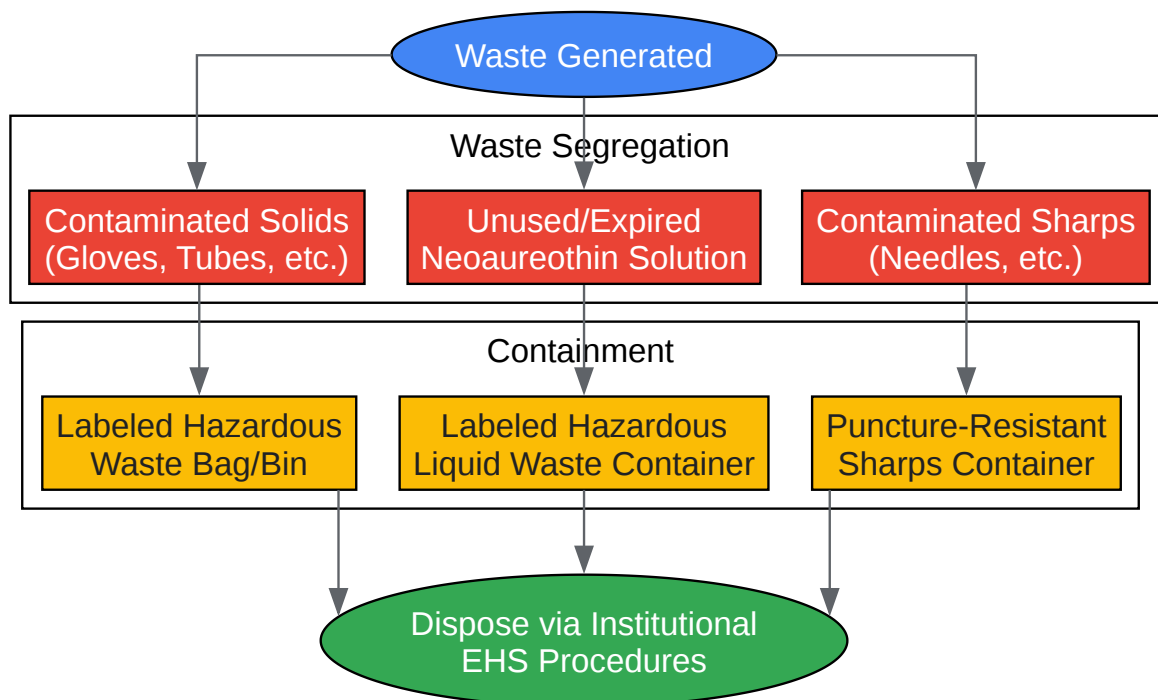 Waste Generated
Waste Segregation
Contaminated Solids
(Gloves, Tubes, etc.)
Unused/Expired
Neoaureothin Solution
Contaminated Sharps
(Needles, etc.)
Containment
Labeled Hazardous
Waste Bag/Bin
Labeled Hazardous
Liquid Waste Container
Puncture-Resistant
Sharps Container
Dispose via Institutional
EHS Procedures